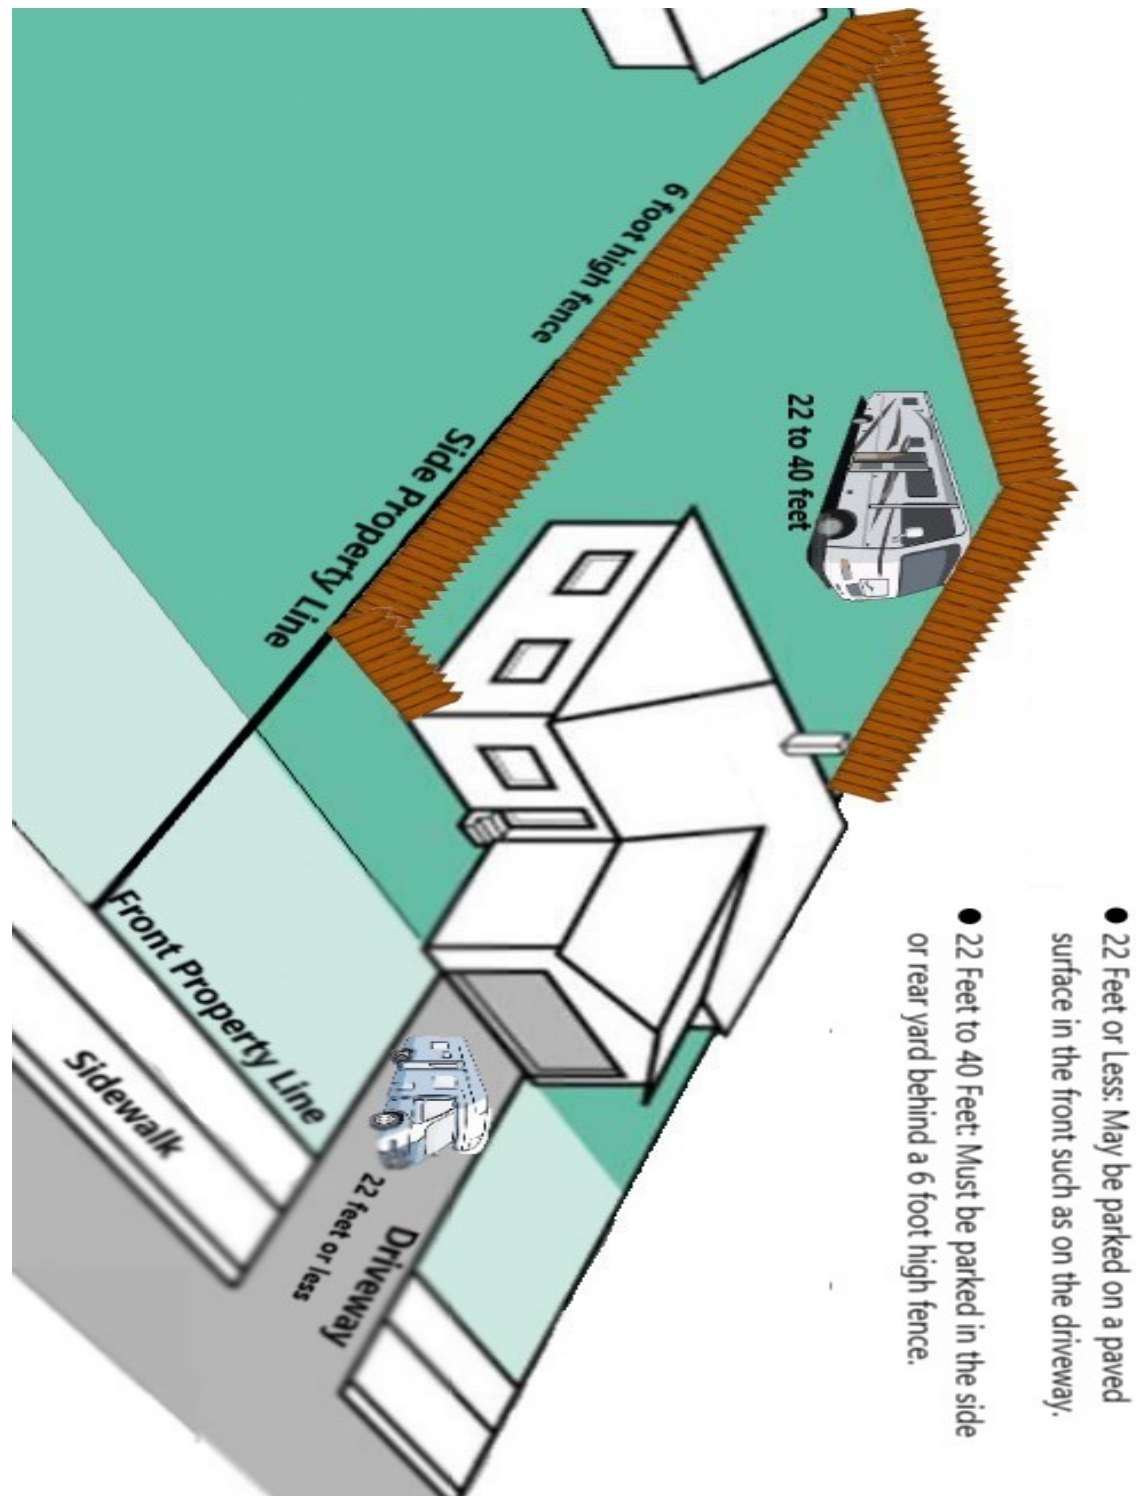 ● 22 Feet or Less: May be parked on a paved
surface in the front such as on the driveway.
● 22 Feet to 40 Feet: Must be parked in the side
or rear yard behind a 6 foot high fence.
22 to 40 feet
6 foot high fence
Side Property Line
Front Property Line
Sidewalk
22 feet or less
Driveway